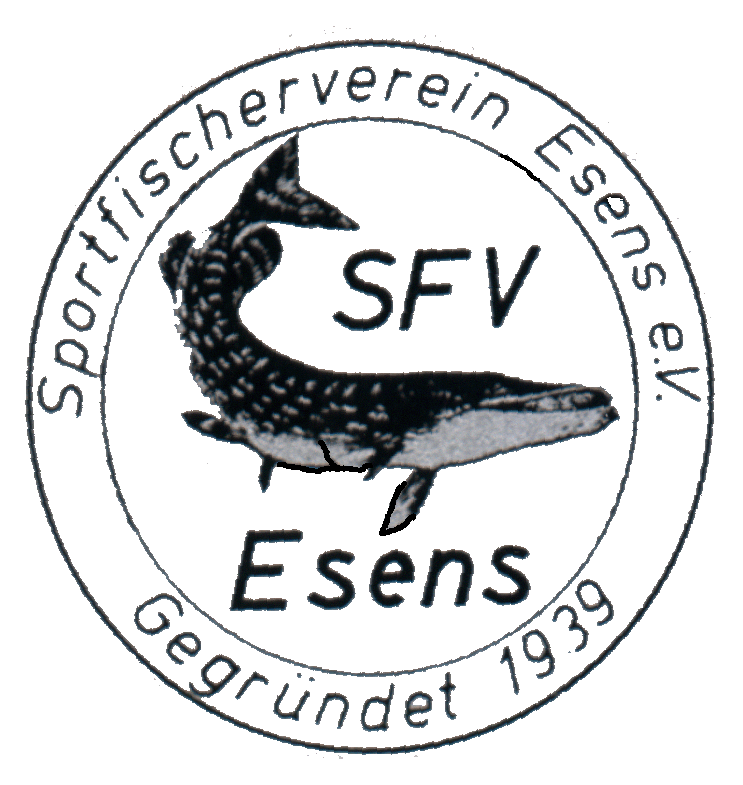 Sportfischerverein Esens e.V.
SFV
Esens
Gegründet 1939